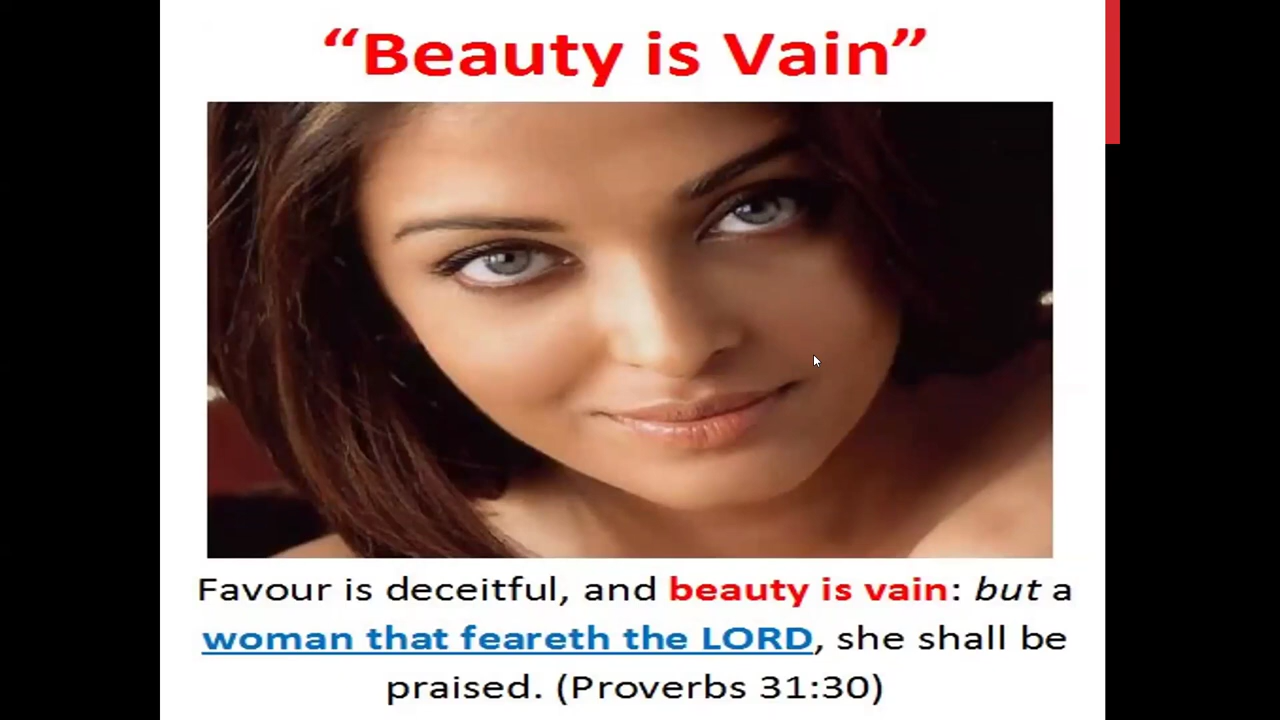 “Beauty is Vain”
Favour is deceitful, and beauty is vain: but a
woman that feareth the LORD, she shall be
praised. (Proverbs 31:30)